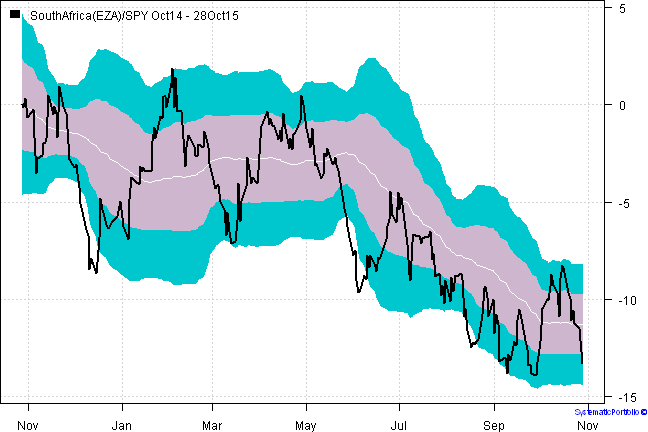 SouthAfrica(EZA)/SPY Oct14 - 28Oct15
5
0
-5
-10
-15
Nov Jan Mar May Jul Sep Nov
SystematicPortfolio ©